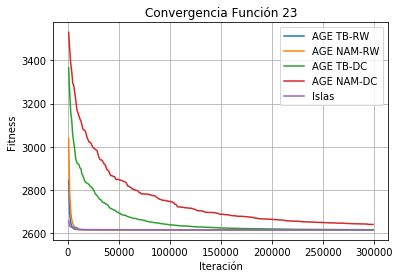 Convergencia Función 23
Fitness
3400
3200
3000
2800
2600
AGE TB-RW
AGE NAM-RW
AGE TB-DC
AGE NAM-DC
Islas
0 50000 100000 150000 200000 250000 300000
Iteración